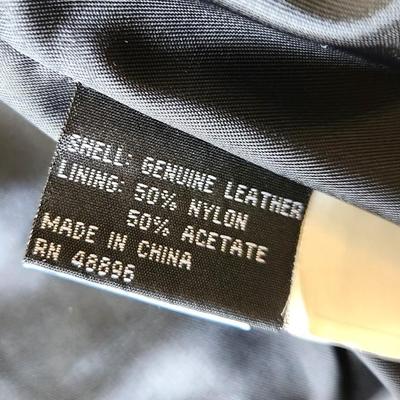 SHELL: GENUINE LEATHER
LINING: 50% NYLON
50% ACETATE
MADE IN CHINA
RN 48896